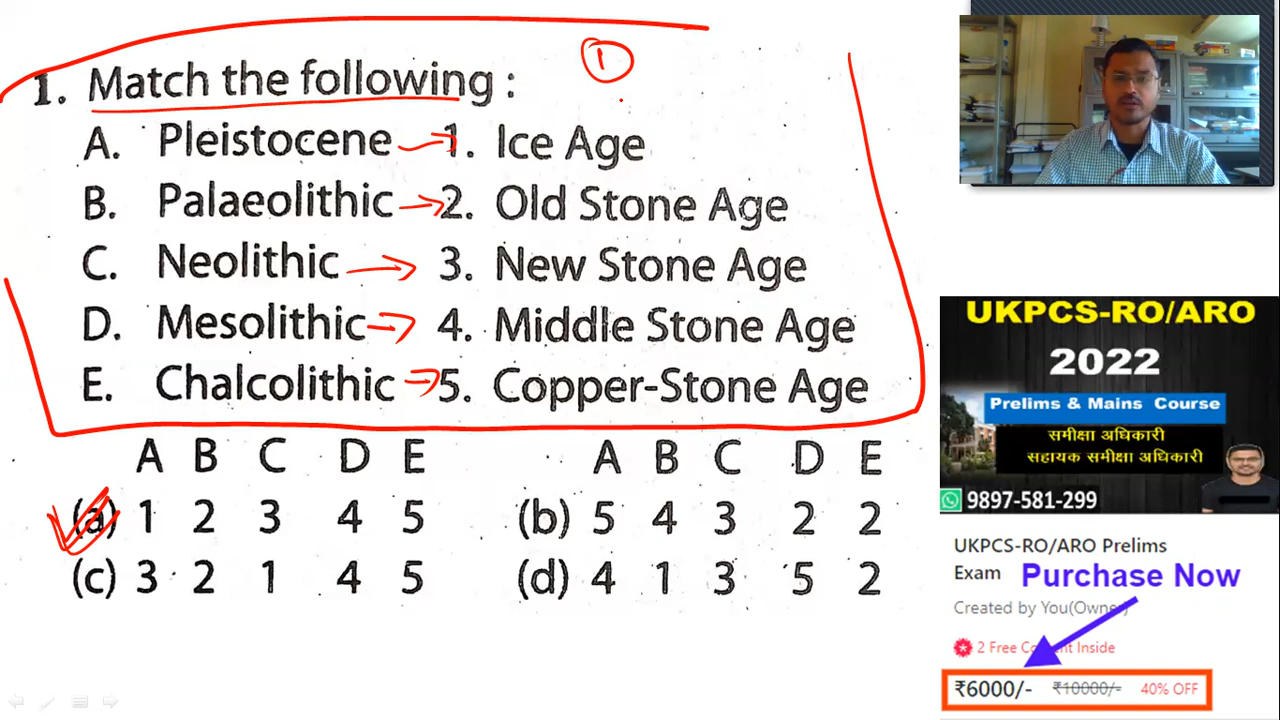 1. Match the following :
1
A. Pleistocene 1. Ice Age
B. Palaeolithic 2. Old Stone Age
C. Neolithic 3. New Stone Age
D. Mesolithic 4. Middle Stone Age
E. Chalcolithic 5. Copper-Stone Age
A B C D E A B C D E
(a) 1 2 3 4 5 (b) 5 4 3 2 2
(c) 3 2 1 4 5 (d) 4 1 3 5 2
UKPCS-RO/ARO
2022
Prelims & Mains Course
समीक्षा अधिकारी
सहायक समीक्षा अधिकारी
9897-581-299
UKPCS-RO/ARO Prelims
Exam Purchase Now
Created by You(Owner)
2 Free Content Inside
₹6000/- ₹10000/- 40% OFF